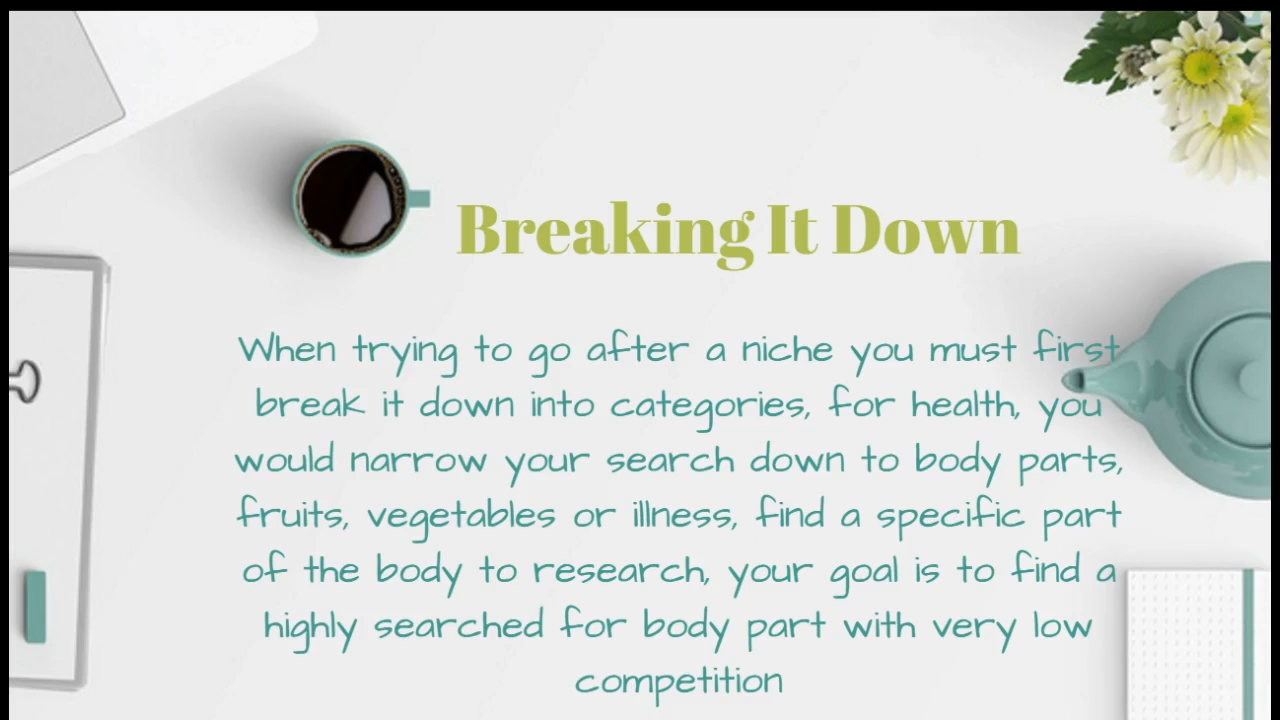 Breaking It Down
When trying to go after a niche you must first
break it down into categories, for health, you
would narrow your search down to body parts,
fruits, vegetables or illness, find a specific part
of the body to research, your goal is to find a
highly searched for body part with very low
competition